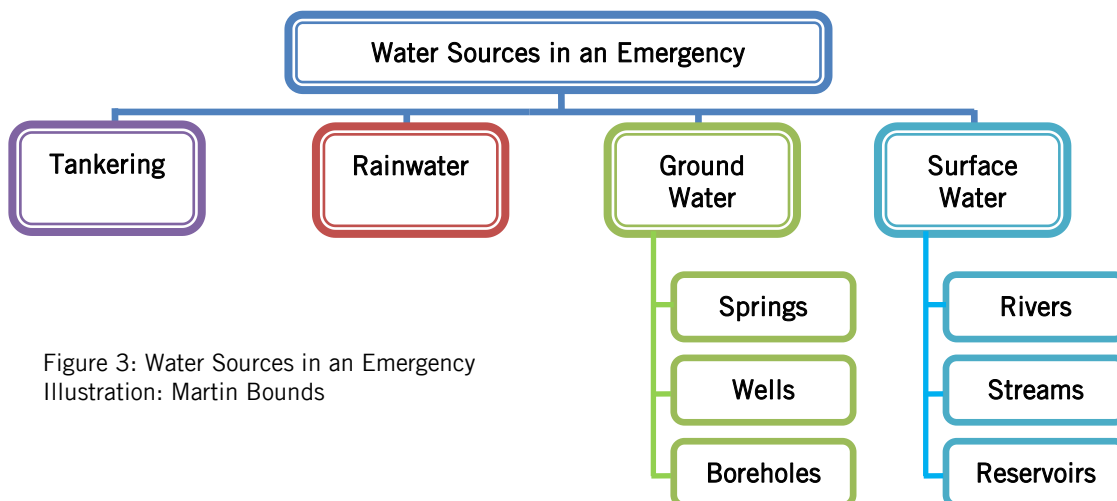 Water Sources in an Emergency
Tankering
Rainwater
Ground
Water
Surface
Water
Springs
Wells
Boreholes
Rivers
Streams
Reservoirs
Figure 3: Water Sources in an Emergency
Illustration: Martin Bounds